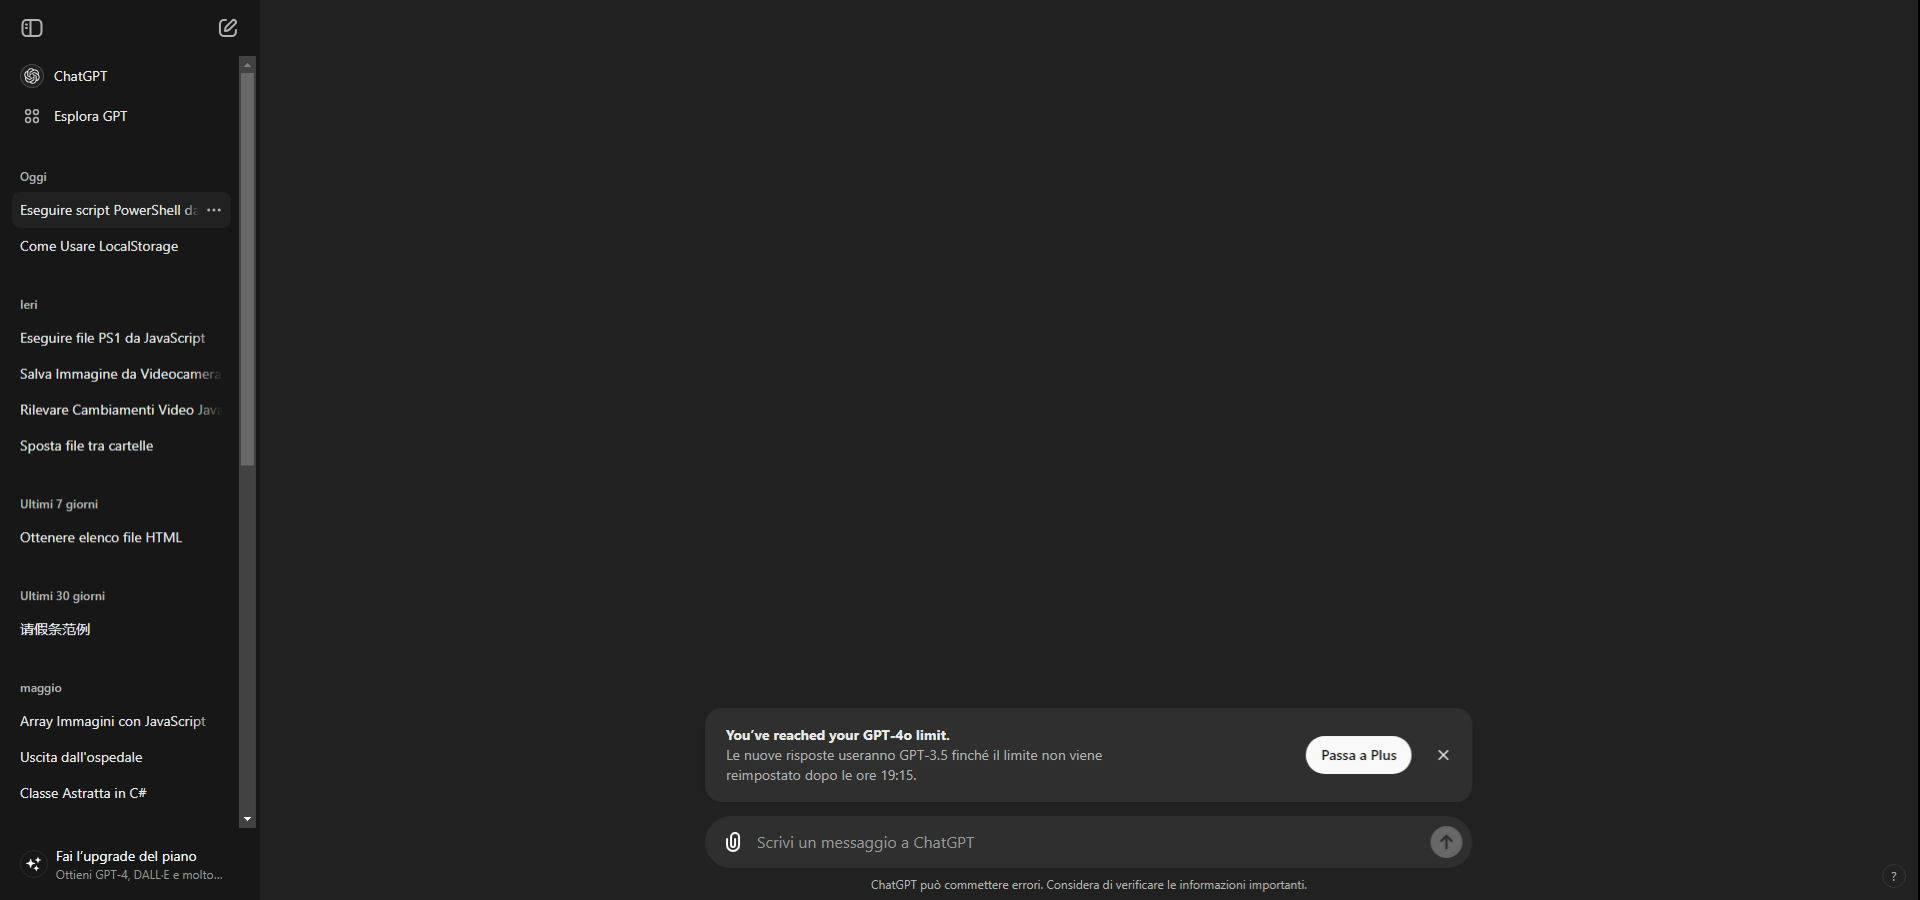 ChatGPT
Esplora GPT
Oggi
Eseguire script PowerShell da
Come Usare LocalStorage
Ieri
Eseguire file PS1 da JavaScript
Salva Immagine da Videocamera
Rilevare Cambiamenti Video Java
Sposta file tra cartelle
Ultimi 7 giorni
Ottenere elenco file HTML
Ultimi 30 giorni
请假条范例
maggio
Array Immagini con JavaScript
Uscita dall'ospedale
Classe Astratta in C#
Fai l’upgrade del piano
Ottieni GPT-4, DALL·E e molto...
You’ve reached your GPT-4o limit.
Le nuove risposte useranno GPT-3.5 finché il limite non viene
reimpostato dopo le ore 19:15.
Passa a Plus
Scrivi un messaggio a ChatGPT
ChatGPT può commettere errori. Considera di verificare le informazioni importanti.
?